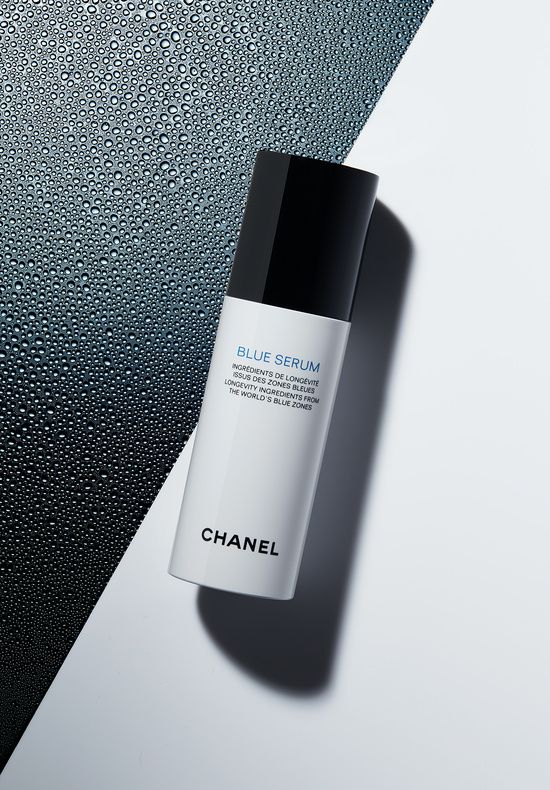 BLUE SERUM
INGRÉDIENTS DE LONGÉVITÉ
ISSUS DES ZONES BLEUES
LONGEVITY INGREDIENTS FROM
THE WORLD'S BLUE ZONES
CHANEL